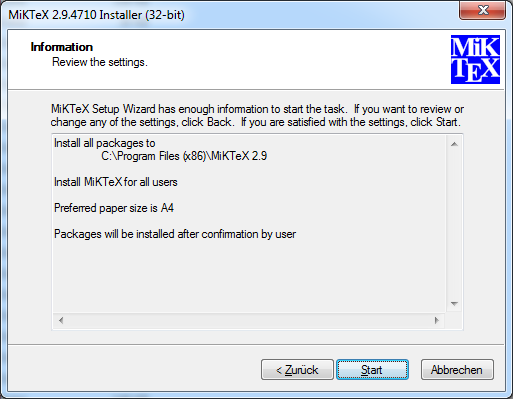 MiKTeX 2.9.4710 Installer (32-bit)
Information
Review the settings.
MiK
TEX
MiKTeX Setup Wizard has enough information to start the task.  If you want to review or
change any of the settings, click Back.  If you are satisfied with the settings, click Start.
Install all packages to
C:\Program Files (x86)\MiKTeX 2.9
Install MiKTeX for all users
Preferred paper size is A4
Packages will be installed after confirmation by user
< Zurück
Start
Abbrechen